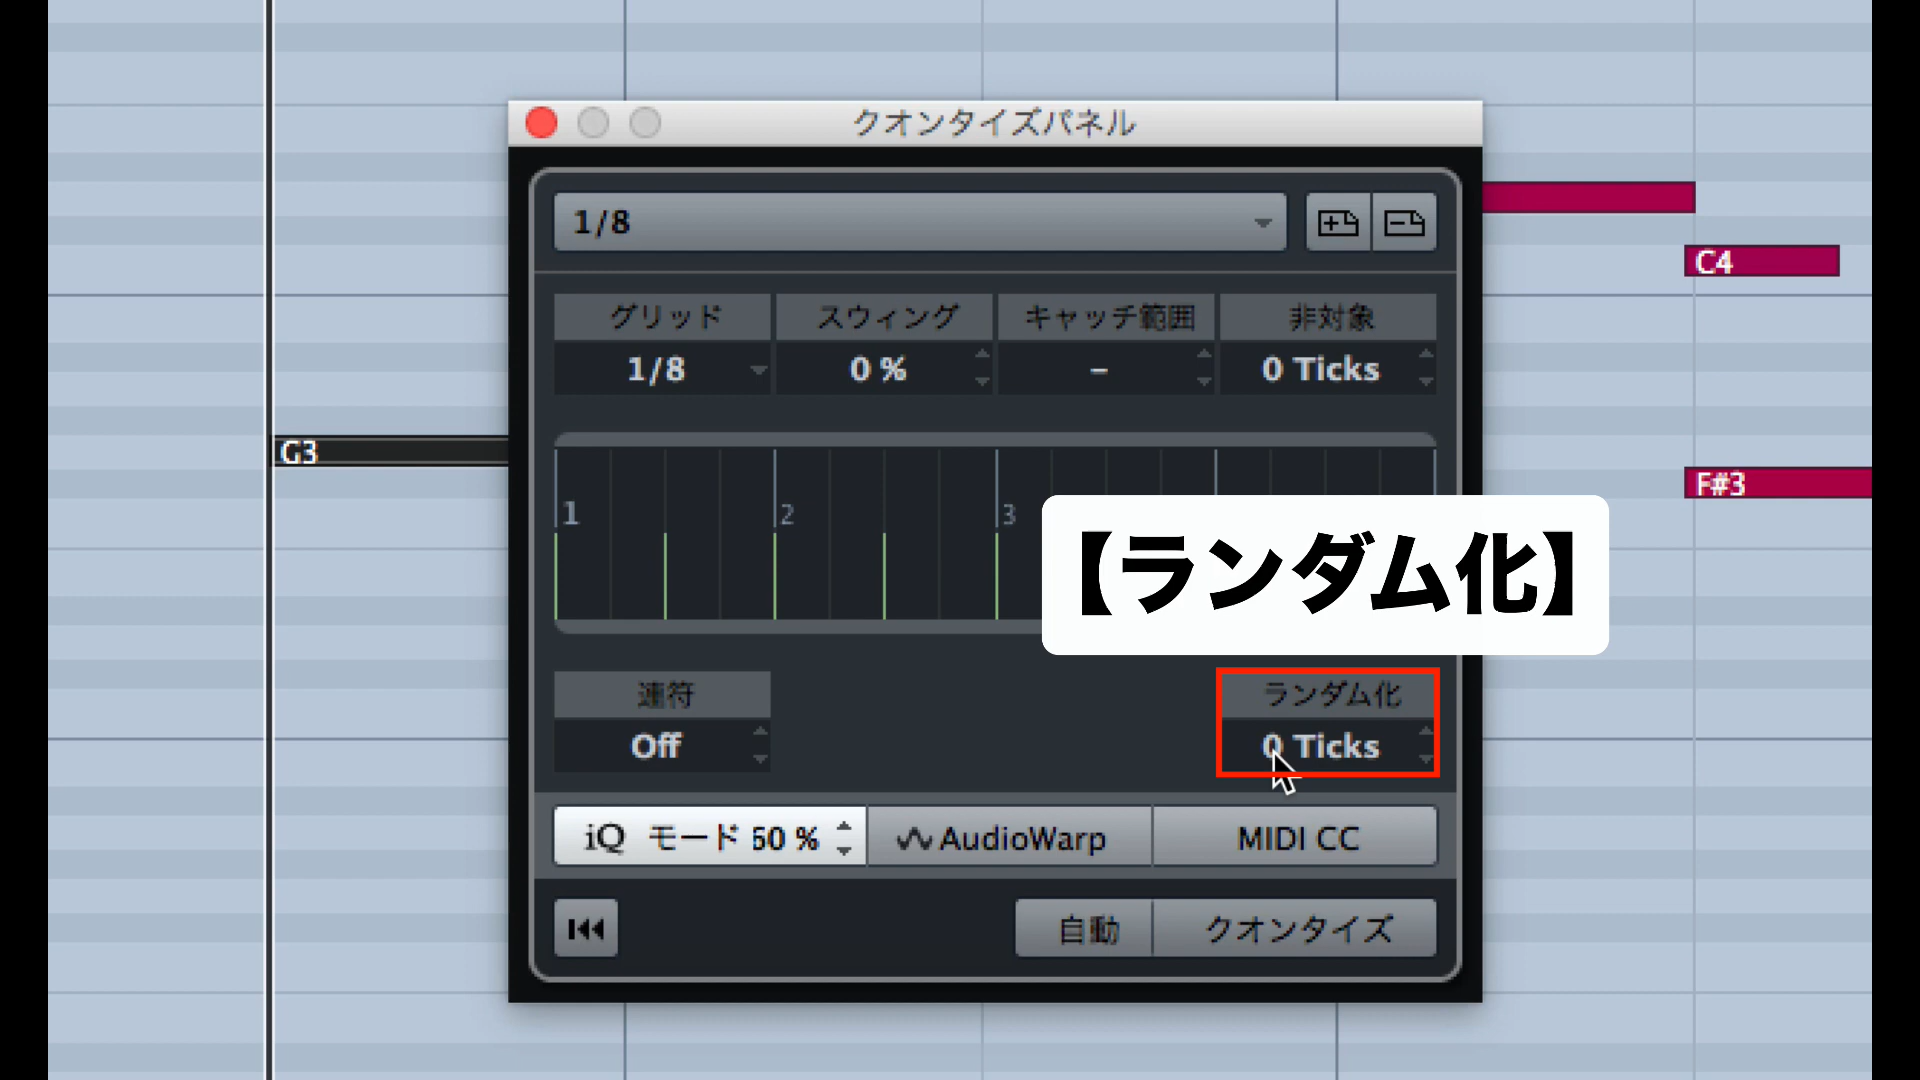 クオンタイズパネル
1/8
グリッド スウィング キャッチ範囲 非対象
1/8 0 % – 0 Ticks
C4
G3
F#3
1 2 3
【ランダム化】
連符 ランダム化
Off 0 Ticks
iQ モード 60 % AudioWarp MIDI CC
自動 クオンタイズ